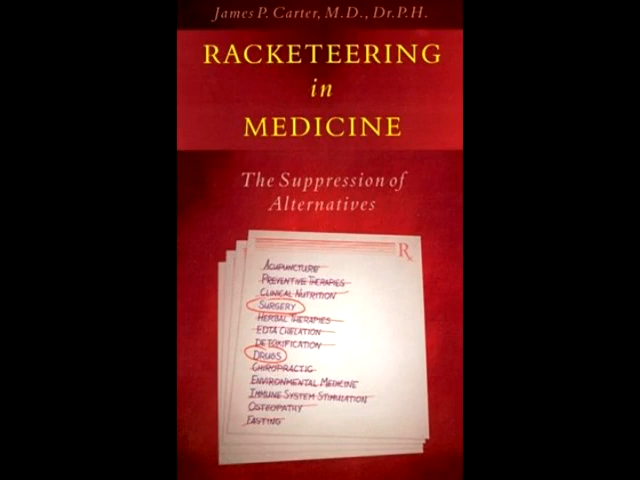 James P. Carter, M.D., Dr.P.H.
RACKETEERING
in
MEDICINE
The Suppression of
Alternatives
Rx
ACUPUNCTURE
PREVENTIVE THERAPIES
CLINICAL NUTRITION
SURGERY
HERBAL THERAPIES
EDTA CHELATION
DETOXIFICATION
DRUGS
CHIROPRACTIC
ENVIRONMENTAL MEDICINE
IMMUNE SYSTEM STIMULATION
OSTEOPATHY
FASTING